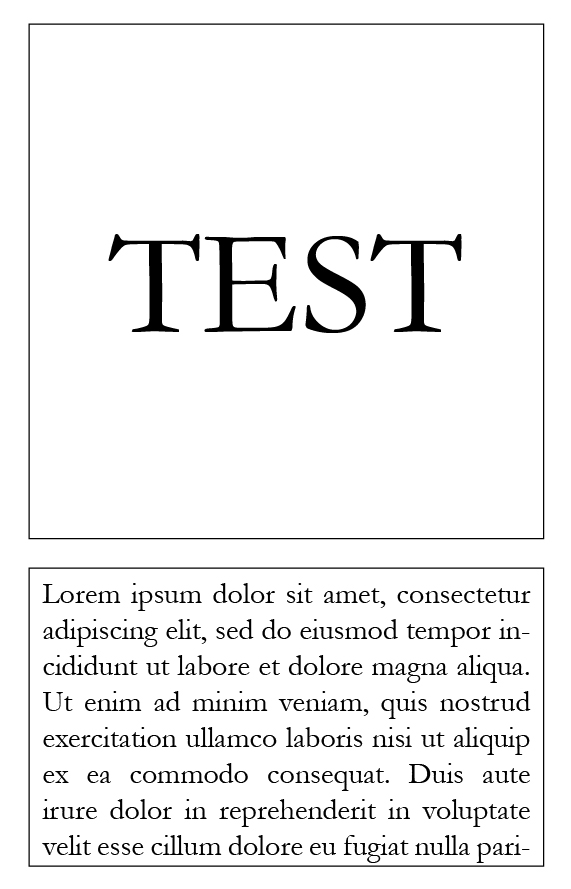 TEST
Lorem ipsum dolor sit amet, consectetur
adipiscing elit, sed do eiusmod tempor in-
cididunt ut labore et dolore magna aliqua.
Ut enim ad minim veniam, quis nostrud
exercitation ullamco laboris nisi ut aliquip
ex ea commodo consequat. Duis aute
irure dolor in reprehenderit in voluptate
velit esse cillum dolore eu fugiat nulla pari-